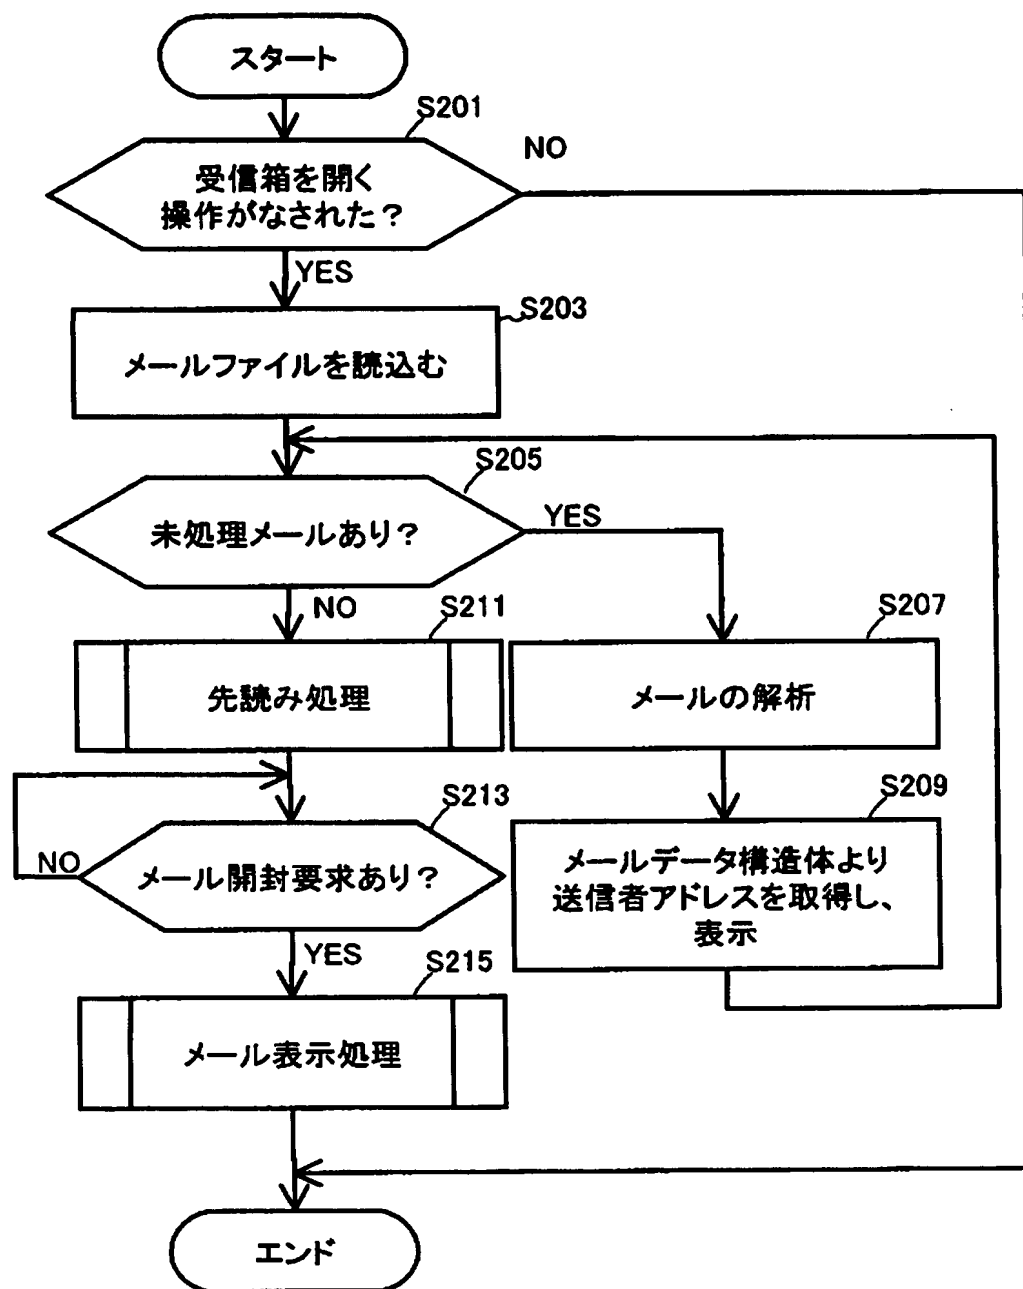 スタート
S201
NO
受信箱を開く
操作がなされた？
YES
S203
メールファイルを読込む
S205
未処理メールあり？
YES
NO
S211
S207
先読み処理
メールの解析
S213
S209
NO
メール開封要求あり？
メールデータ構造体より
送信者アドレスを取得し、
表示
YES
S215
メール表示処理
エンド